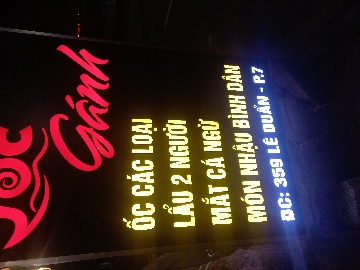 ỐC
Gánh
ỐC CÁC LOẠI
LẨU 2 NGƯỜI
MẮT CÁ NGỪ
MÓN NHẬU BÌNH DÂN
ĐC: 359 LÊ DUẨN - P.7